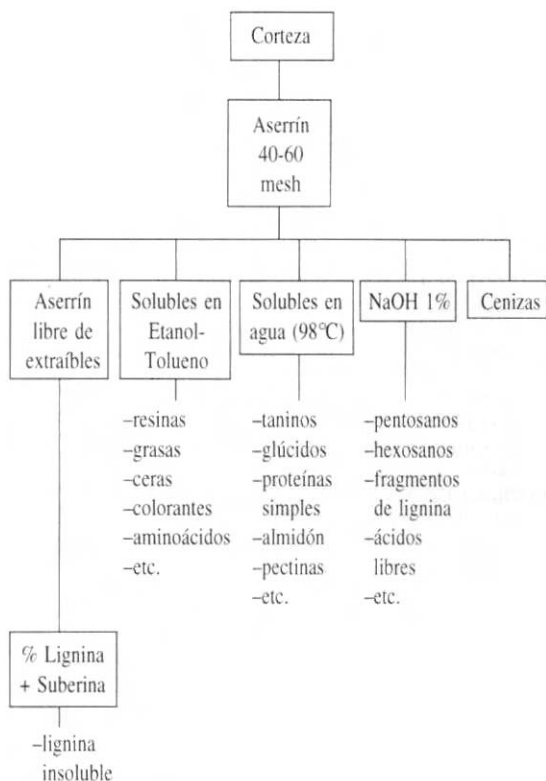 Corteza
Aserrín
40-60
mesh
Aserrín
libre de
extraíbles
Solubles en
Etanol-
Tolueno
Solubles en
agua (98°C)
NaOH 1%
Cenizas
–resinas
–grasas
–ceras
–colorantes
–aminoácidos
–etc.
–taninos
–glúcidos
–proteínas
simples
–almidón
–pectinas
–etc.
–pentosanos
–hexosanos
–fragmentos
de lignina
–ácidos
libres
–etc.
% Lignina
+ Suberina
–lignina
insoluble